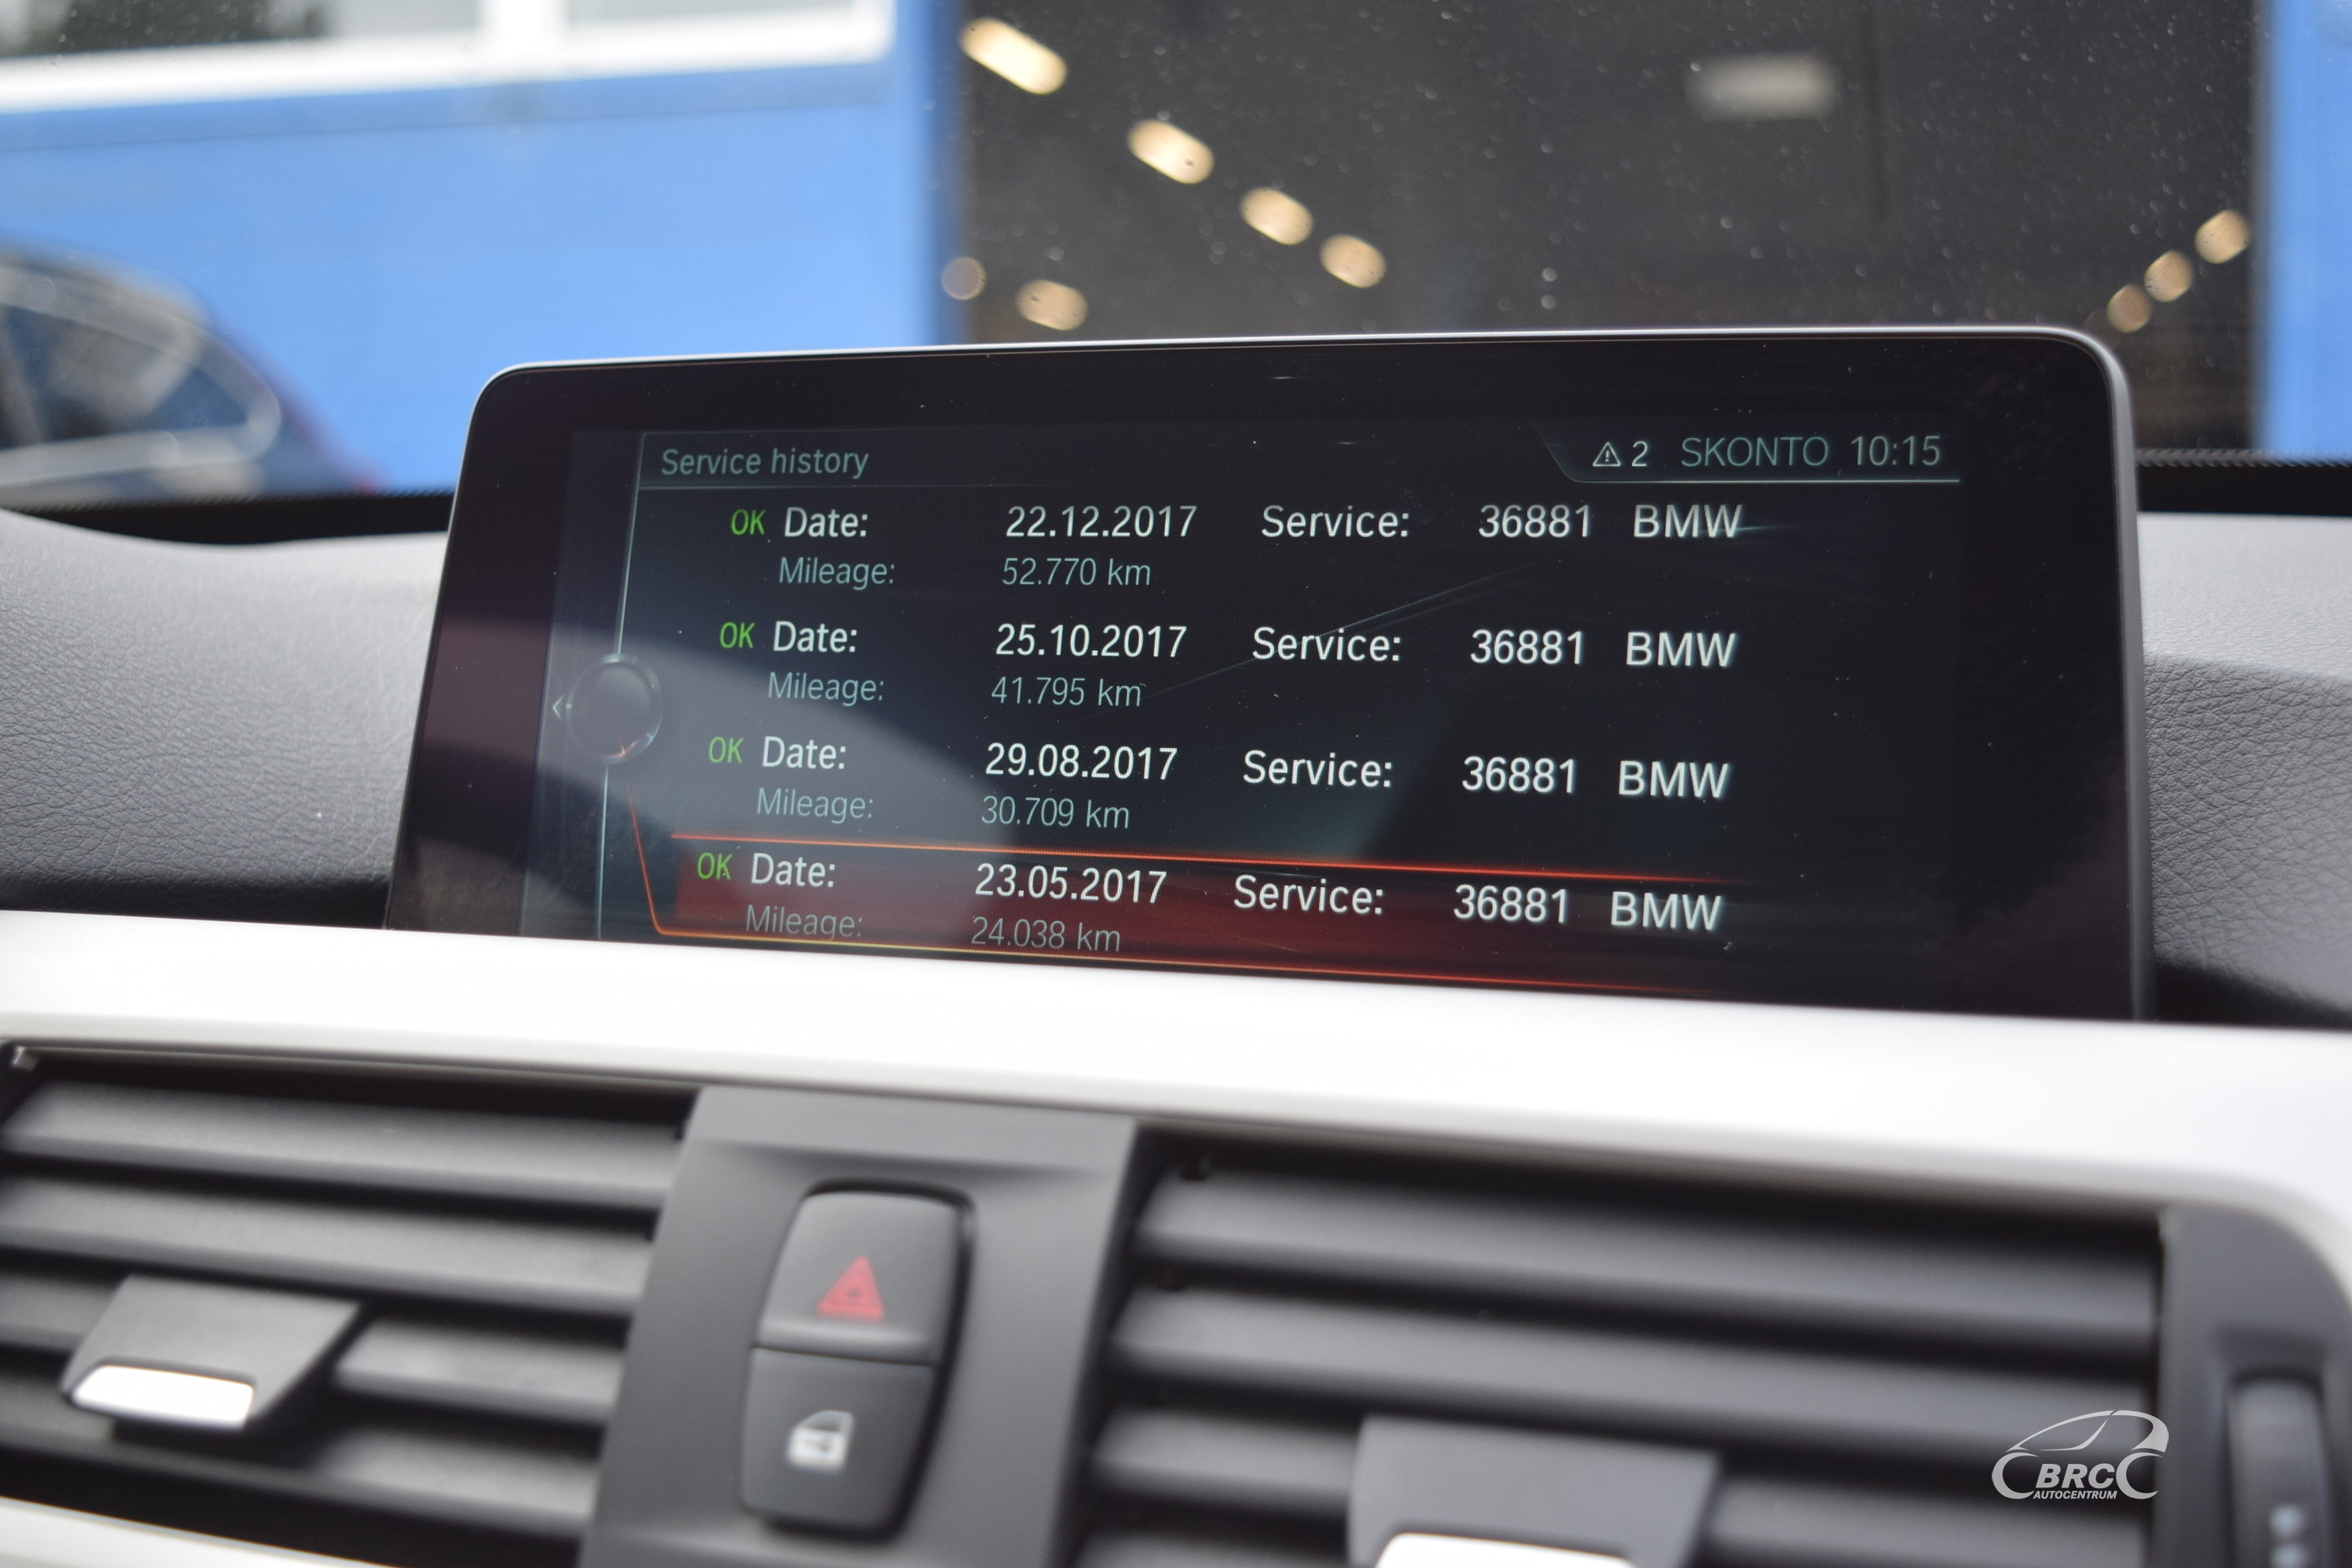 Service history
2 SKONTO 10:15
OK Date: 22.12.2017 Service: 36881 BMW
Mileage: 52.770 km
OK Date: 25.10.2017 Service: 36881 BMW
Mileage: 41.795 km
OK Date: 29.08.2017 Service: 36881 BMW
Mileage: 30.709 km
OK Date: 23.05.2017 Service: 36881 BMW
Mileage: 24.038 km
BRC
AUTOCENTRUM